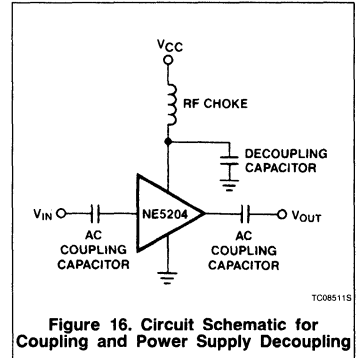 VCC
RF CHOKE
DECOUPLING
CAPACITOR
VIN
NE5204
VOUT
AC
COUPLING
CAPACITOR
AC
COUPLING
CAPACITOR
TC08511S
Figure 16. Circuit Schematic for
Coupling and Power Supply Decoupling